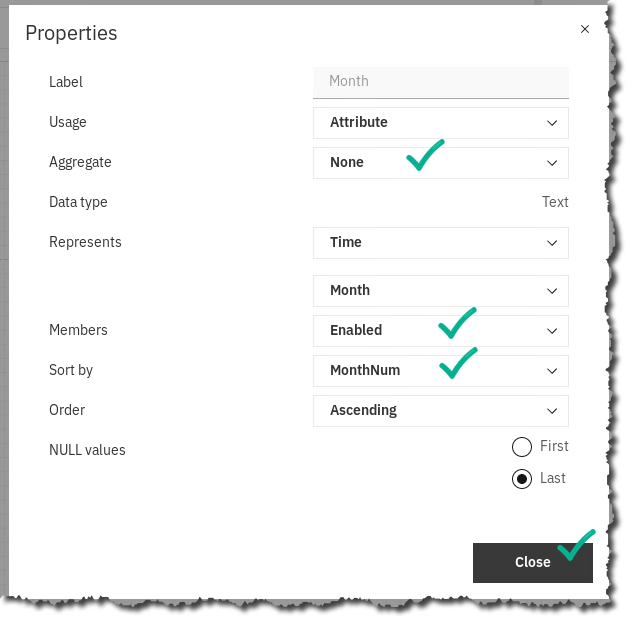 Properties
Label Month
Usage Attribute
Aggregate None
Data type Text
Represents Time
Month
Members Enabled
Sort by MonthNum
Order Ascending
NULL values First
Last
Close